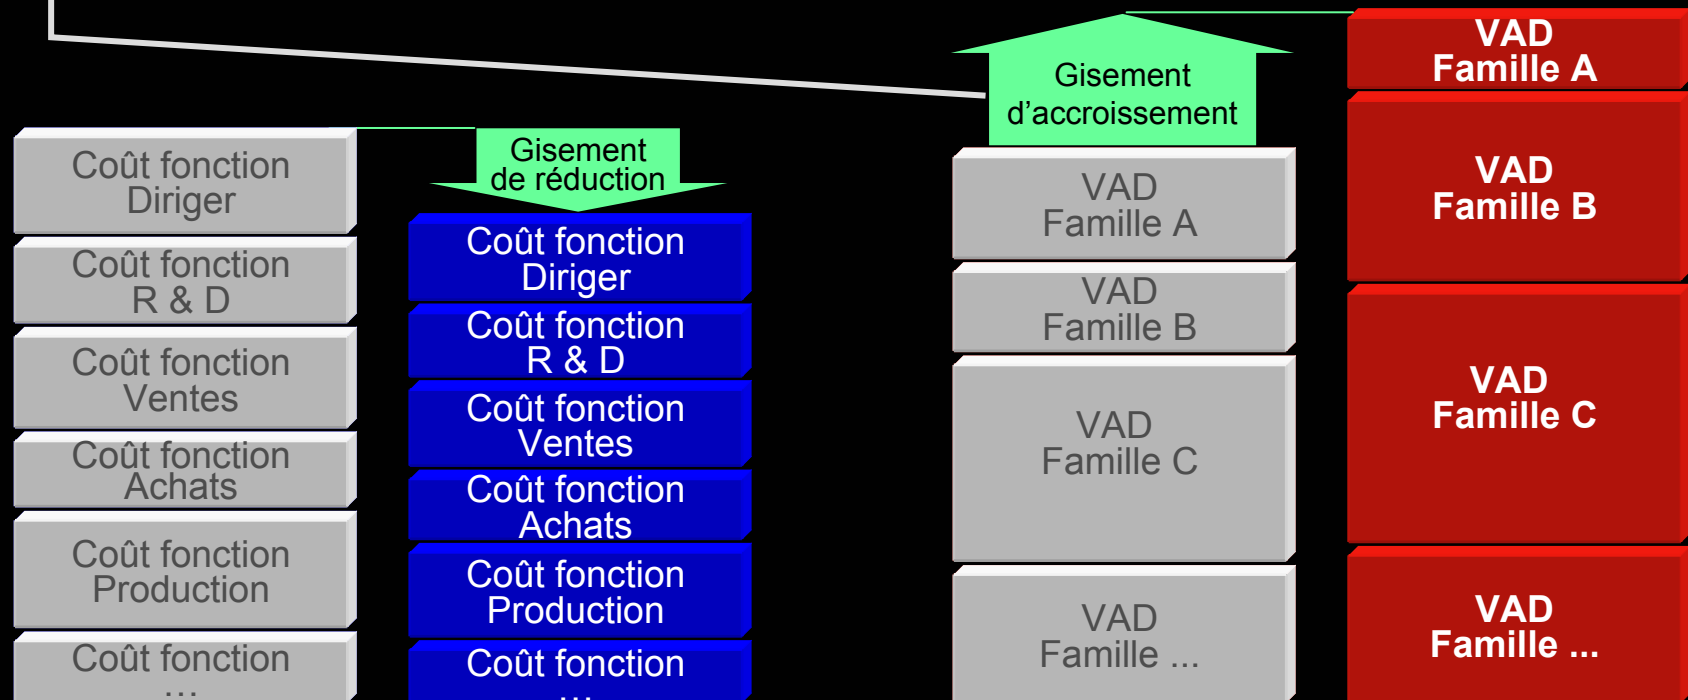 Coût fonction
Diriger
Coût fonction
R & D
Coût fonction
Ventes
Coût fonction
Achats
Coût fonction
Production
Coût fonction
...
Gisement
de réduction
Coût fonction
Diriger
Coût fonction
R & D
Coût fonction
Ventes
Coût fonction
Achats
Coût fonction
Production
Coût fonction
...
Gisement
d’accroissement
VAD
Famille A
VAD
Famille B
VAD
Famille C
VAD
Famille ...
VAD
Famille A
VAD
Famille B
VAD
Famille C
VAD
Famille ...